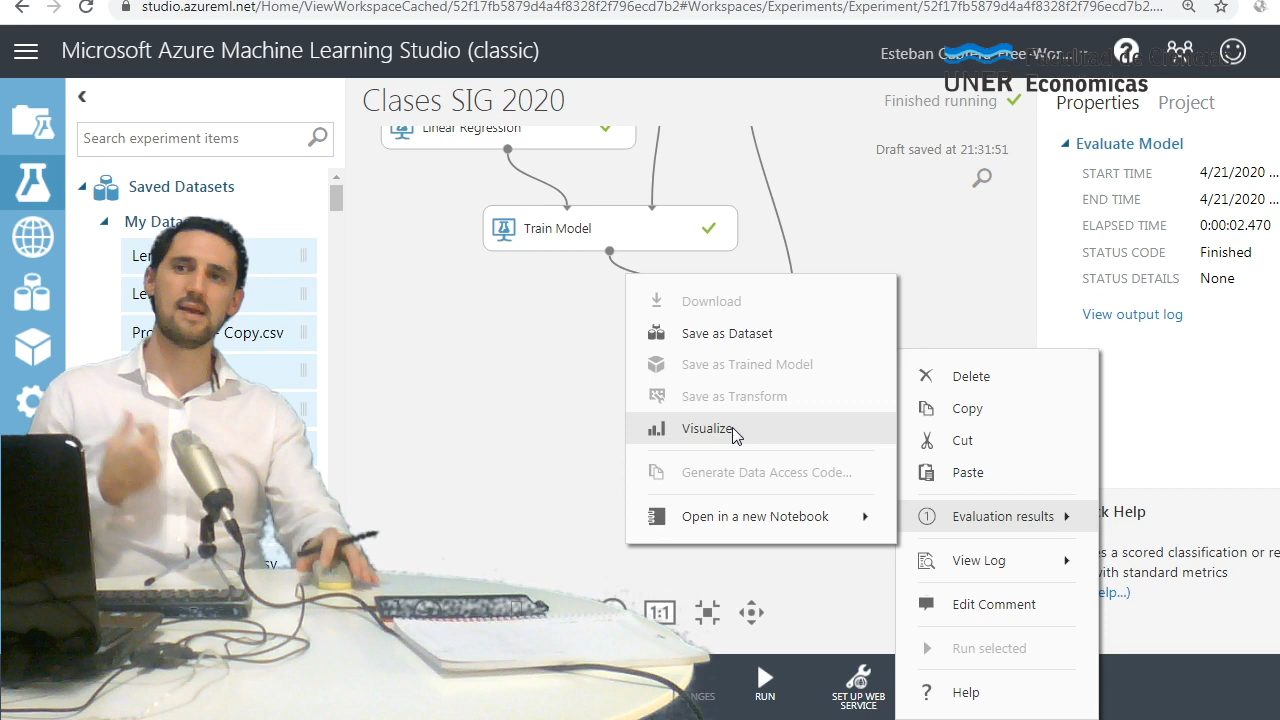 studio.azureml.net/Home/ViewWorkspaceCached/52f17fb5879d4a4f8328f2f796ecd7b2#Workspaces/Experiments/Experiment/52f17fb5879d4a4f8328f2f796ecd7b2....
Microsoft Azure Machine Learning Studio (classic)
Esteban
UNER Económicas
Clases SIG 2020
Finished running
Properties
Project
Search experiment items
Linear Regression
Draft saved at 21:31:51
Evaluate Model
START TIME 4/21/2020 ...
END TIME 4/21/2020 ...
ELAPSED TIME 0:00:02.470
STATUS CODE Finished
STATUS DETAILS None
View output log
Saved Datasets
My Data
Copy.csv
Train Model
Download
Save as Dataset
Save as Trained Model
Save as Transform
Visualize
Generate Data Access Code...
Open in a new Notebook
Delete
Copy
Cut
Paste
1 Evaluation results
View Log
Edit Comment
Run selected
? Help
Help
a scored classification or
with standard metrics
1:1
RUN
SET UP WEB
SERVICE